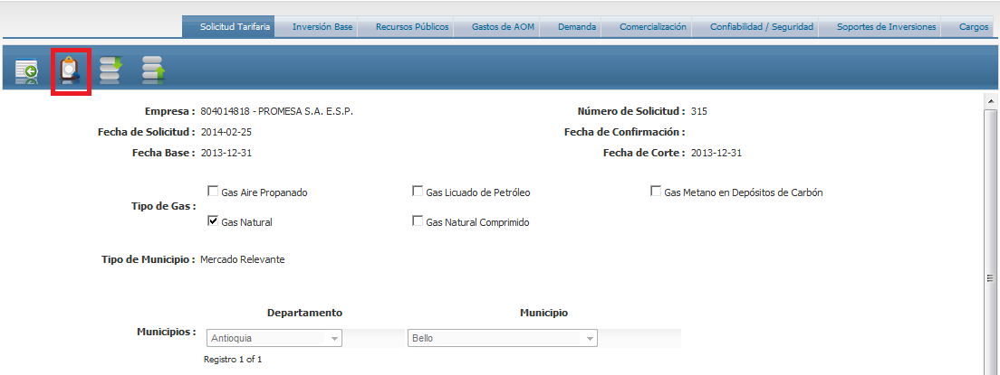 Solicitud Tarifaria Inversión Base Recursos Públicos Gastos de AOM Demanda Comercialización Confiabilidad / Seguridad Soportes de Inversiones Cargos
Empresa : 804014818 - PROMESA S.A. E.S.P. Número de Solicitud : 315
Fecha de Solicitud : 2014-02-25 Fecha de Confirmación :
Fecha Base : 2013-12-31 Fecha de Corte : 2013-12-31
Gas Aire Propanado Gas Licuado de Petróleo Gas Metano en Depósitos de Carbón
Tipo de Gas :
Gas Natural Gas Natural Comprimido
Tipo de Municipio : Mercado Relevante
Departamento Municipio
Municipios : Antioquia Bello
Registro 1 of 1